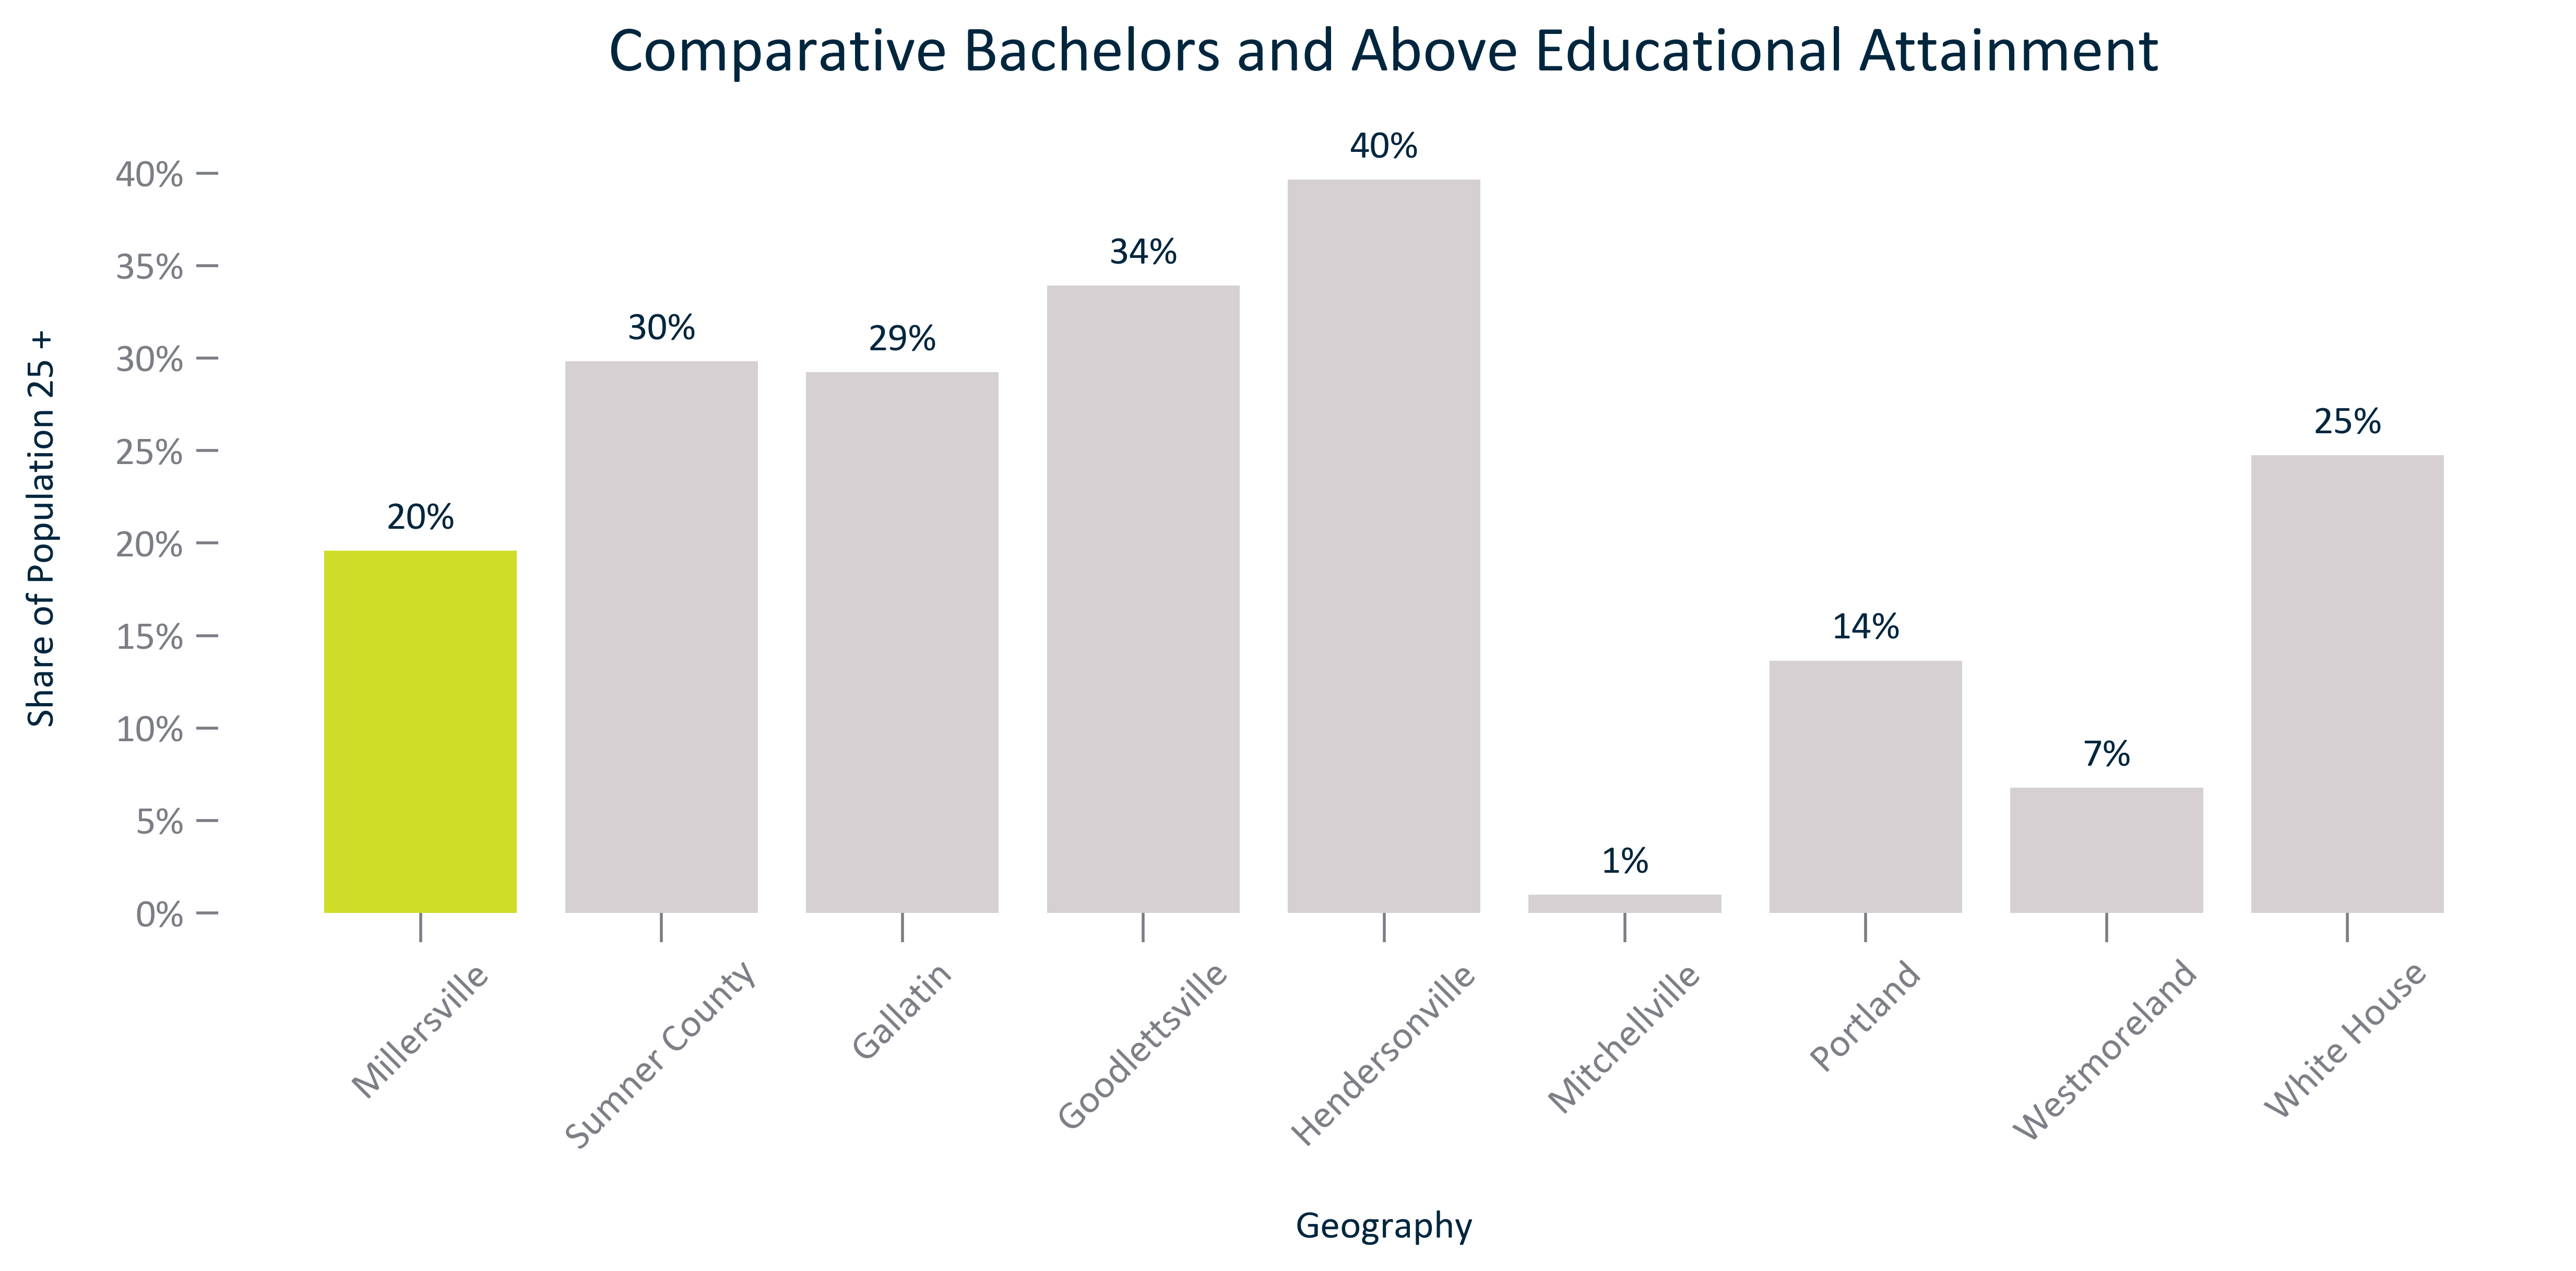 Comparative Bachelors and Above Educational Attainment
Share of Population 25 +
40%
35%
30%
25%
20%
15%
10%
5%
0%
20%
30%
29%
34%
40%
1%
14%
7%
25%
Millersville
Sumner County
Gallatin
Goodlettsville
Hendersonville
Mitchellville
Portland
Westmoreland
White House
Geography